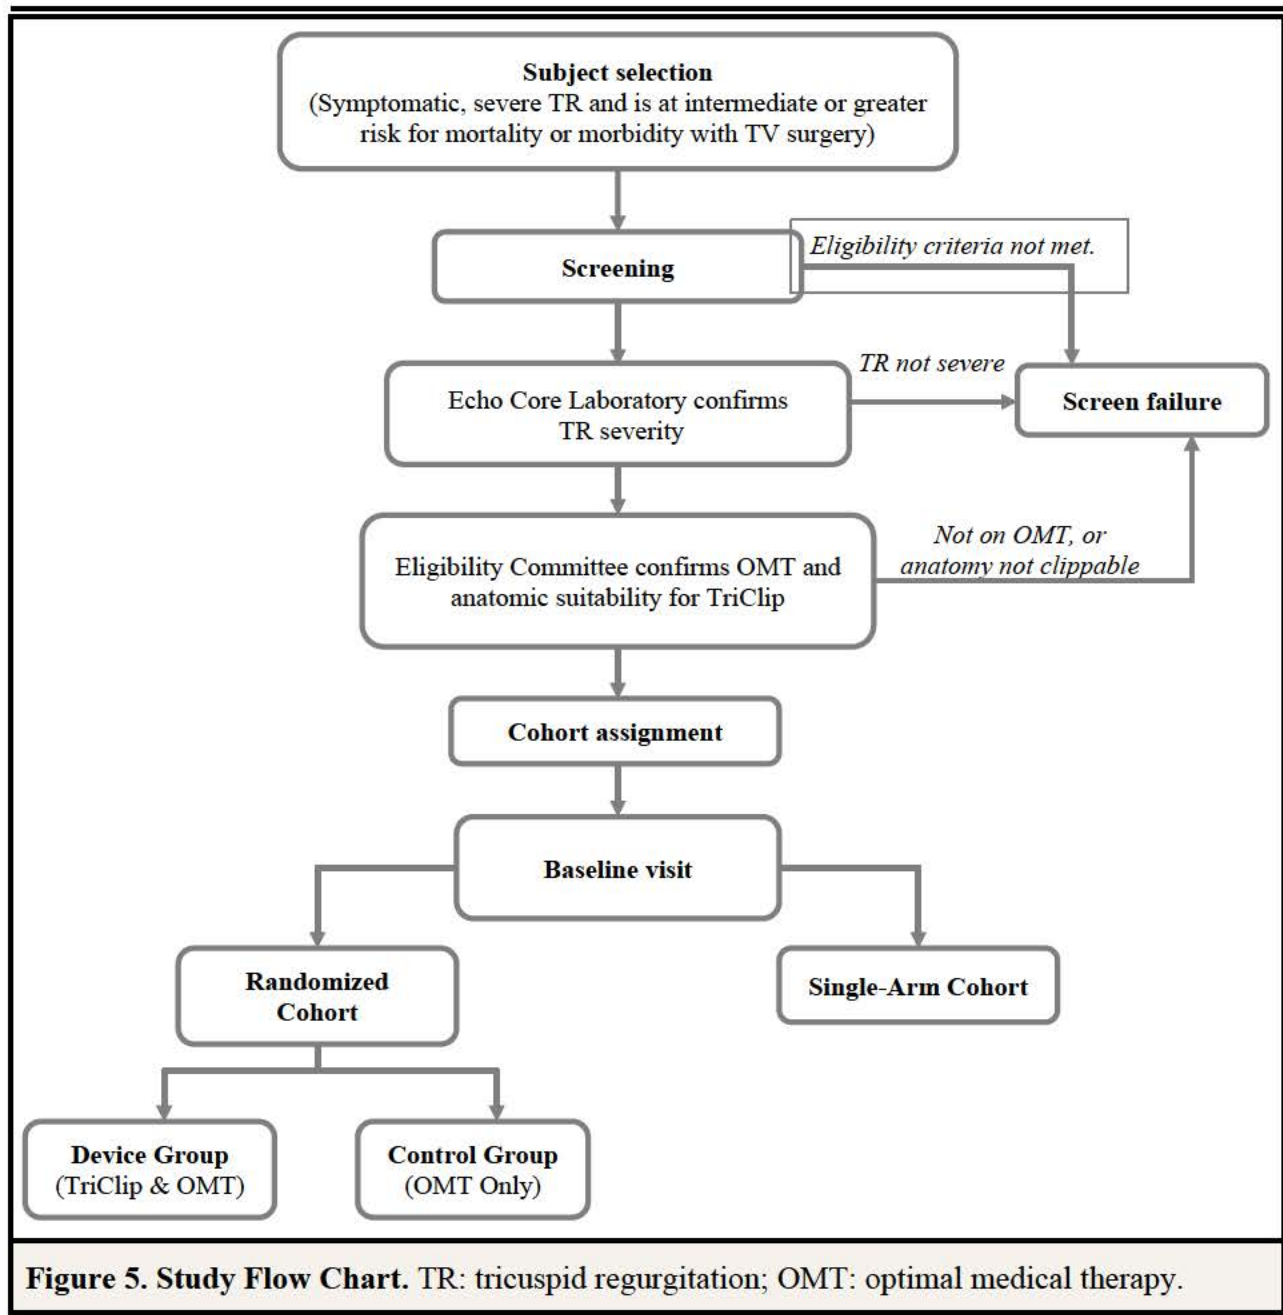 Subject selection
(Symptomatic, severe TR and is at intermediate or greater
risk for mortality or morbidity with TV surgery)
Eligibility criteria not met.
Screening
TR not severe
Echo Core Laboratory confirms
TR severity
Screen failure
Not on OMT, or
anatomy not clippable
Eligibility Committee confirms OMT and
anatomic suitability for TriClip
Cohort assignment
Baseline visit
Randomized
Cohort
Single-Arm Cohort
Device Group
(TriClip & OMT)
Control Group
(OMT Only)
Figure 5. Study Flow Chart. TR: tricuspid regurgitation; OMT: optimal medical therapy.